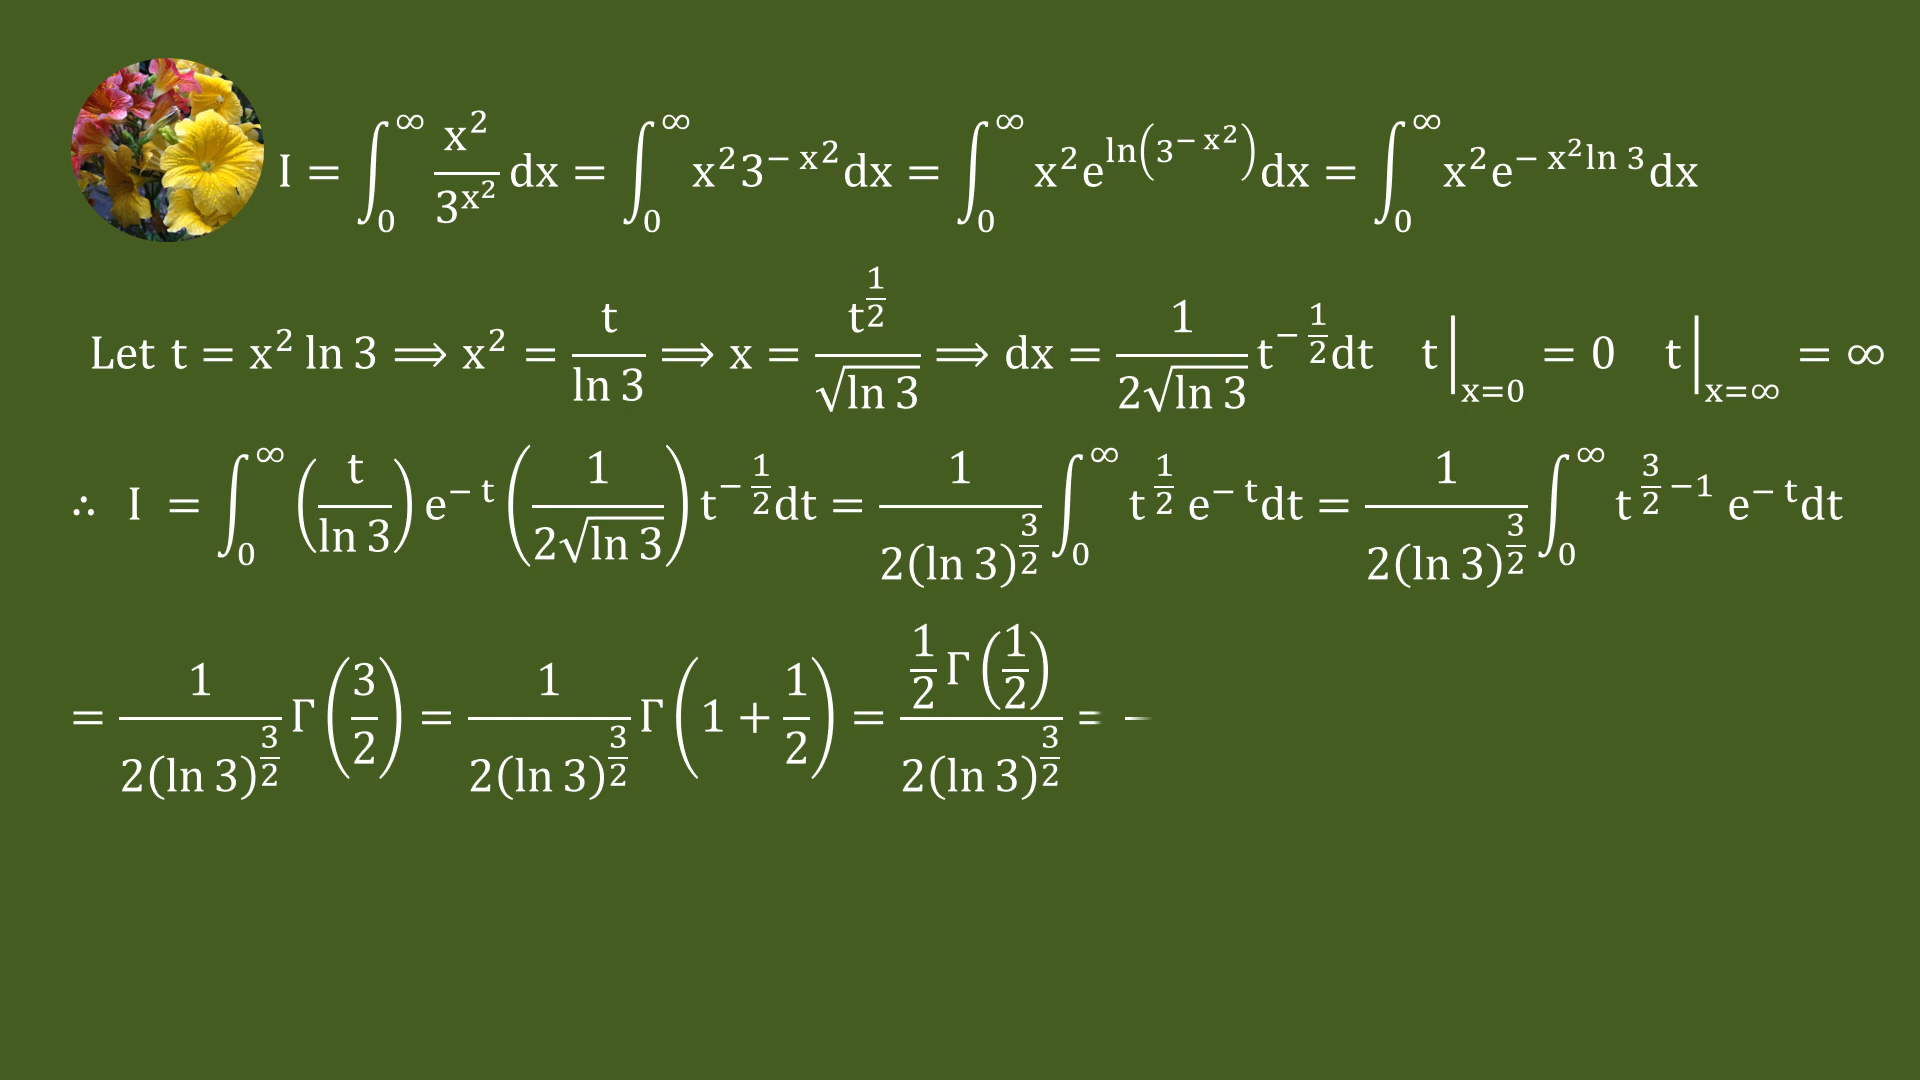 I = ∫₀^∞ x²/3^(x²) dx = ∫₀^∞ x²3^(− x²)dx = ∫₀^∞ x²e^(ln(3^(− x²)))dx = ∫₀^∞ x²e^(− x²ln 3)dx
Let t = x² ln 3 ⟹ x² = t/(ln 3) ⟹ x = t^(1/2)/√(ln 3) ⟹ dx = 1/(2√(ln 3)) t^(− 1/2)dt t|ₓ₌₀ = 0 t|ₓ₌∞ = ∞
∴ I = ∫₀^∞ (t/(ln 3)) e^(− t) (1/(2√(ln 3))) t^(− 1/2)dt = 1/(2(ln 3)^(3/2)) ∫₀^∞ t^(1/2) e^(− t)dt = 1/(2(ln 3)^(3/2)) ∫₀^∞ t^(3/2 −1) e^(− t)dt
= 1/(2(ln 3)^(3/2)) Γ(3/2) = 1/(2(ln 3)^(3/2)) Γ(1 + 1/2) = (1/2 Γ(1/2))/(2(ln 3)^(3/2)) =